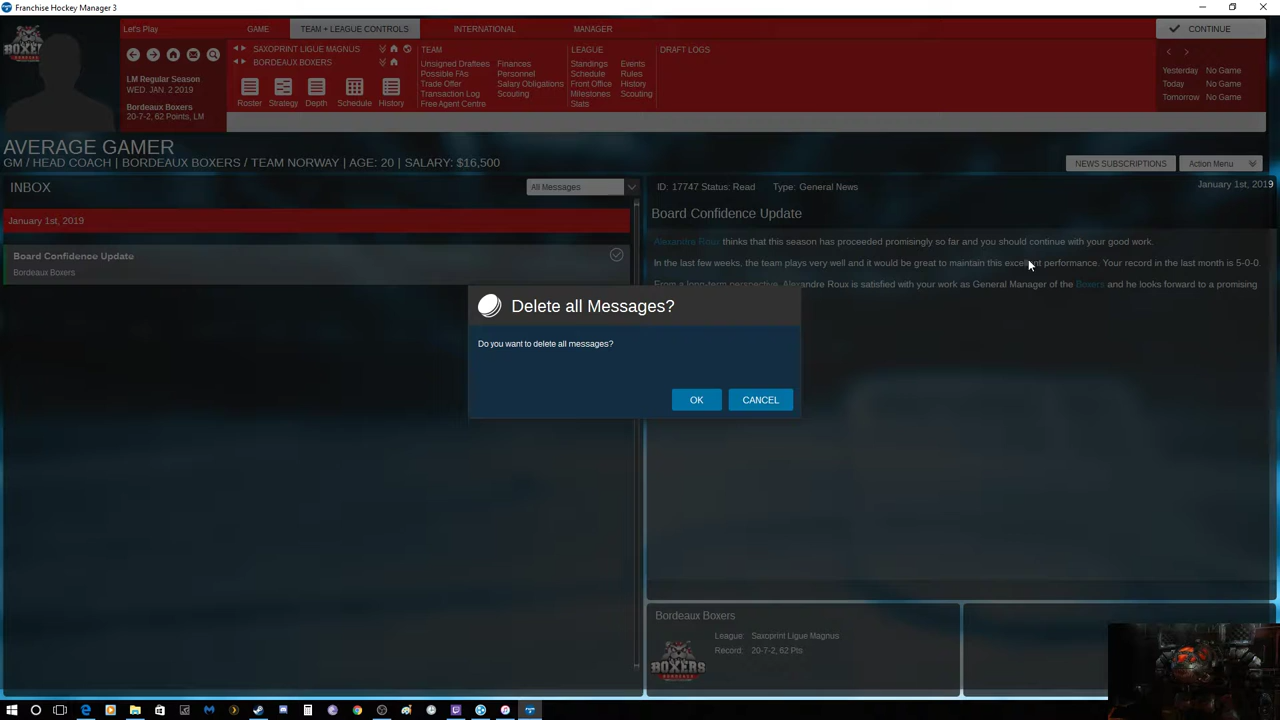 Franchise Hockey Manager 3
Let's Play
GAME
TEAM + LEAGUE CONTROLS
INTERNATIONAL
MANAGER
CONTINUE
SAXOPRINT LIGUE MAGNUS
BORDEAUX BOXERS
LM Regular Season
WED. JAN. 2 2019
Bordeaux Boxers
20-7-2, 62 Points, LM
Roster
Strategy
Depth
Schedule
History
TEAM
Unsigned Draftees
Finances
Possible FAs
Personnel
Trade Offer
Salary Obligations
Transaction Log
Scouting
Free Agent Centre
LEAGUE
Standings
Events
Schedule
Rules
Front Office
History
Milestones
Scouting
Stats
DRAFT LOGS
Yesterday No Game
Today No Game
Tomorrow No Game
BOXERS
AVERAGE GAMER
GM / HEAD COACH | BORDEAUX BOXERS / TEAM NORWAY | AGE: 20 | SALARY: $16,500
NEWS SUBSCRIPTIONS
Action Menu
INBOX
All Messages
January 1st, 2019
Board Confidence Update
Bordeaux Boxers
ID: 17747 Status: Read Type: General News
January 1st, 2019
Board Confidence Update
Alexandre Roux thinks that this season has proceeded promisingly so far and you should continue with your good work.
In the last few weeks, the team plays very well and it would be great to maintain this excellent performance. Your record in the last month is 5-0-0.
From a long-term perspective, Alexandre Roux is satisfied with your work as General Manager of the Boxers and he looks forward to a promising
Delete all Messages?
Do you want to delete all messages?
OK
CANCEL
Bordeaux Boxers
League: Saxoprint Ligue Magnus
Record: 20-7-2, 62 Pts
BOXERS